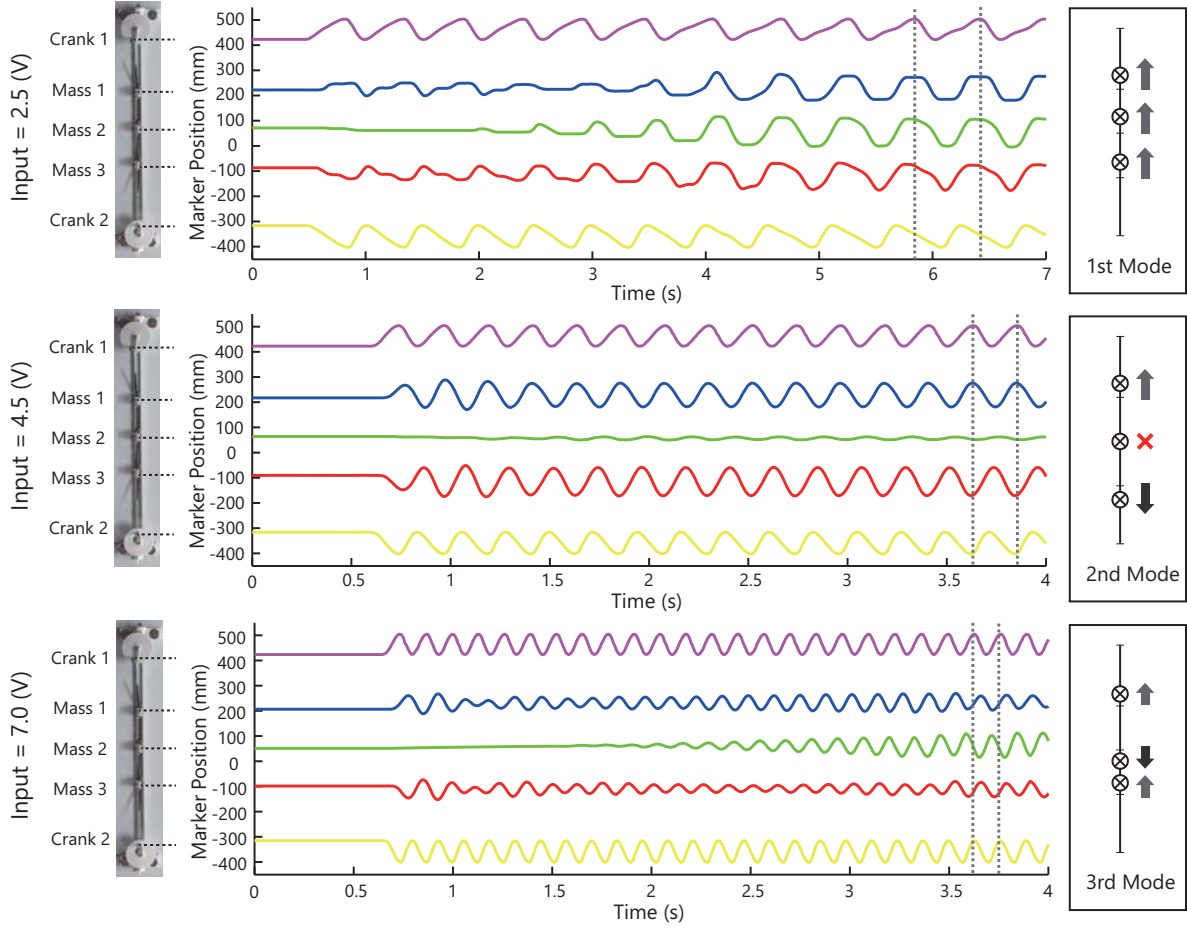 Input = 2.5 (V)
Crank 1
Mass 1
Mass 2
Mass 3
Crank 2
Marker Position (mm)
500
400
300
200
100
0
-100
-200
-300
-400
0 1 2 3 4 5 6 7
Time (s)
1st Mode
Input = 4.5 (V)
Crank 1
Mass 1
Mass 2
Mass 3
Crank 2
Marker Position (mm)
500
400
300
200
100
0
-100
-200
-300
-400
0 0.5 1 1.5 2 2.5 3 3.5 4
Time (s)
2nd Mode
Input = 7.0 (V)
Crank 1
Mass 1
Mass 2
Mass 3
Crank 2
Marker Position (mm)
500
400
300
200
100
0
-100
-200
-300
-400
0 0.5 1 1.5 2 2.5 3 3.5 4
Time (s)
3rd Mode